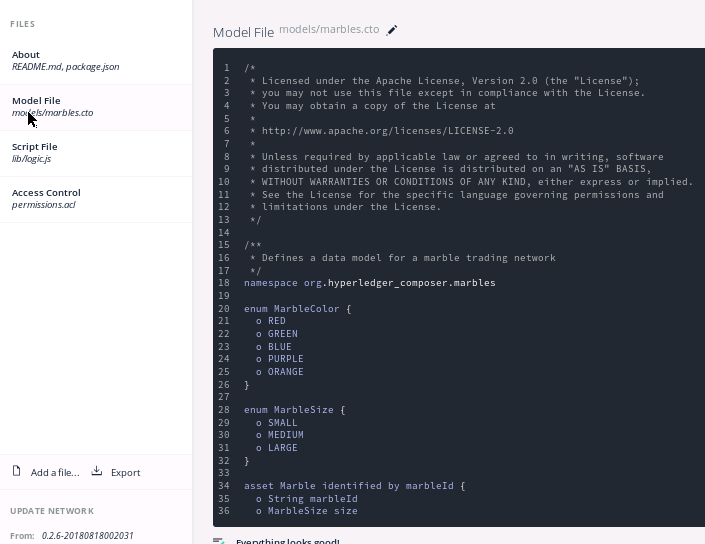 FILES
About
README.md, package.json
Model File
models/marbles.cto
Script File
lib/logic.js
Access Control
permissions.acl
Add a file...
Export
UPDATE NETWORK
From: 0.2.6-20180818002031
Model File models/marbles.cto
1 /*
2 * Licensed under the Apache License, Version 2.0 (the "License");
3 * you may not use this file except in compliance with the License.
4 * You may obtain a copy of the License at
5 *
6 * http://www.apache.org/licenses/LICENSE-2.0
7 *
8 * Unless required by applicable law or agreed to in writing, software
9 * distributed under the License is distributed on an "AS IS" BASIS,
10 * WITHOUT WARRANTIES OR CONDITIONS OF ANY KIND, either express or implied.
11 * See the License for the specific language governing permissions and
12 * limitations under the License.
13 */
14
15 /**
16 * Defines a data model for a marble trading network
17 */
18 namespace org.hyperledger_composer.marbles
19
20 enum MarbleColor {
21 o RED
22 o GREEN
23 o BLUE
24 o PURPLE
25 o ORANGE
26 }
27
28 enum MarbleSize {
29 o SMALL
30 o MEDIUM
31 o LARGE
32 }
33
34 asset Marble identified by marbleId {
35 o String marbleId
36 o MarbleSize size
Everything looks good!